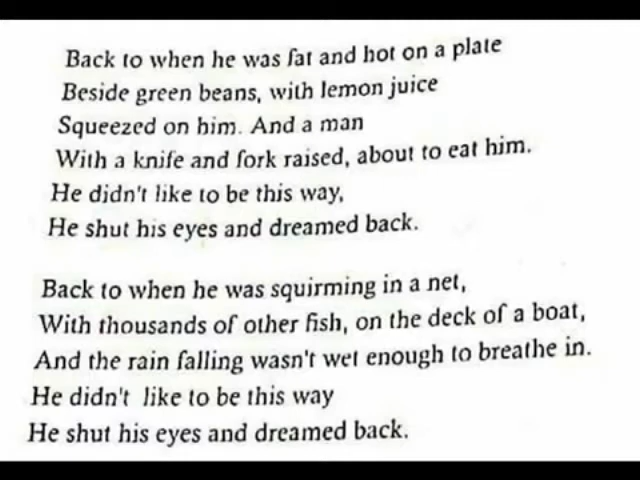 Back to when he was fat and hot on a plate
Beside green beans, with lemon juice
Squeezed on him. And a man
With a knife and fork raised, about to eat him.
He didn't like to be this way,
He shut his eyes and dreamed back.
Back to when he was squirming in a net,
With thousands of other fish, on the deck of a boat,
And the rain falling wasn't wet enough to breathe in.
He didn't like to be this way
He shut his eyes and dreamed back.